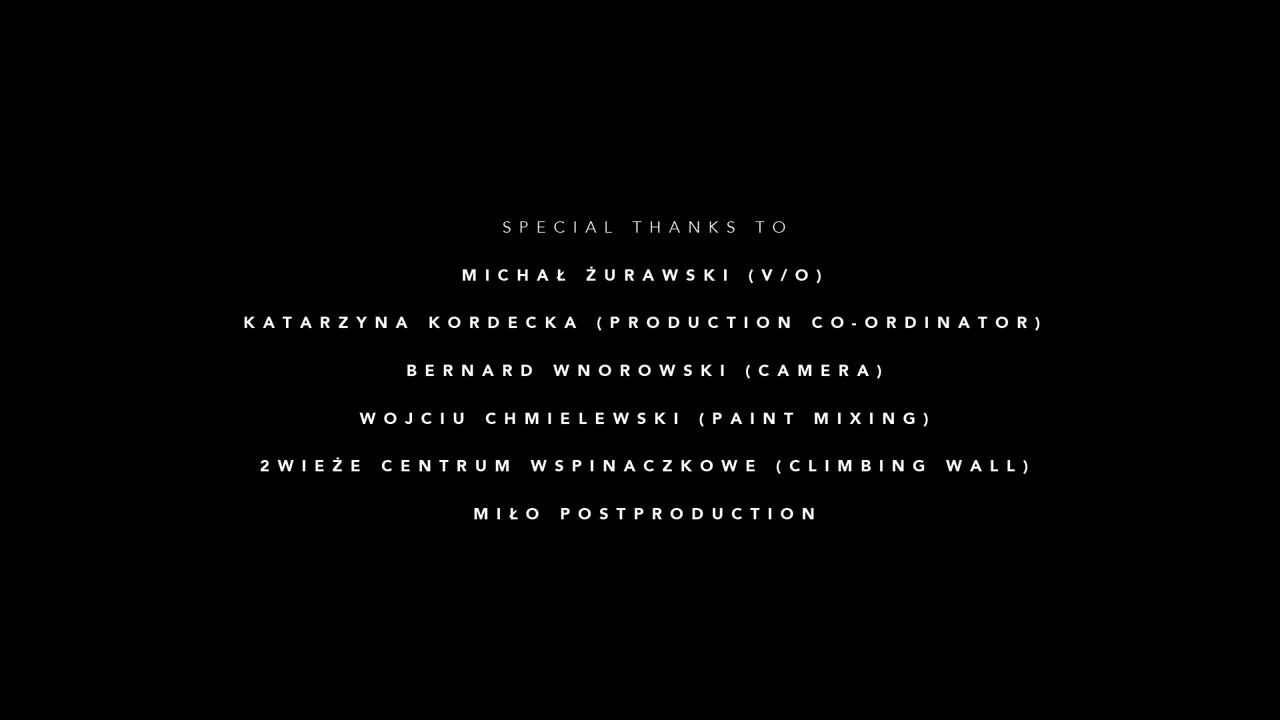 SPECIAL THANKS TO
MICHAŁ ŻURAWSKI (V/O)
KATARZYNA KORDECKA (PRODUCTION CO-ORDINATOR)
BERNARD WNOROWSKI (CAMERA)
WOJCIU CHMIELEWSKI (PAINT MIXING)
2WIEŻE CENTRUM WSPINACZKOWE (CLIMBING WALL)
MIŁO POSTPRODUCTION